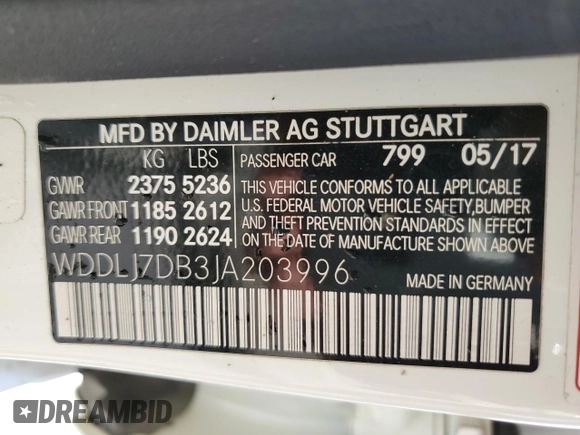 MFD BY DAIMLER AG STUTTGART
KG LBS
GVWR 2375 5236
GAWR FRONT 1185 2612
GAWR REAR 1190 2624
PASSENGER CAR 799 05/17
THIS VEHICLE CONFORMS TO ALL APPLICABLE
U.S. FEDERAL MOTOR VEHICLE SAFETY,BUMPER
AND THEFT PREVENTION STANDARDS IN EFFECT
ON THE DATE OF MANUFACTURE SHOWN ABOVE.
WDDLJ7DB3JA203996
MADE IN GERMANY
DREAMBID